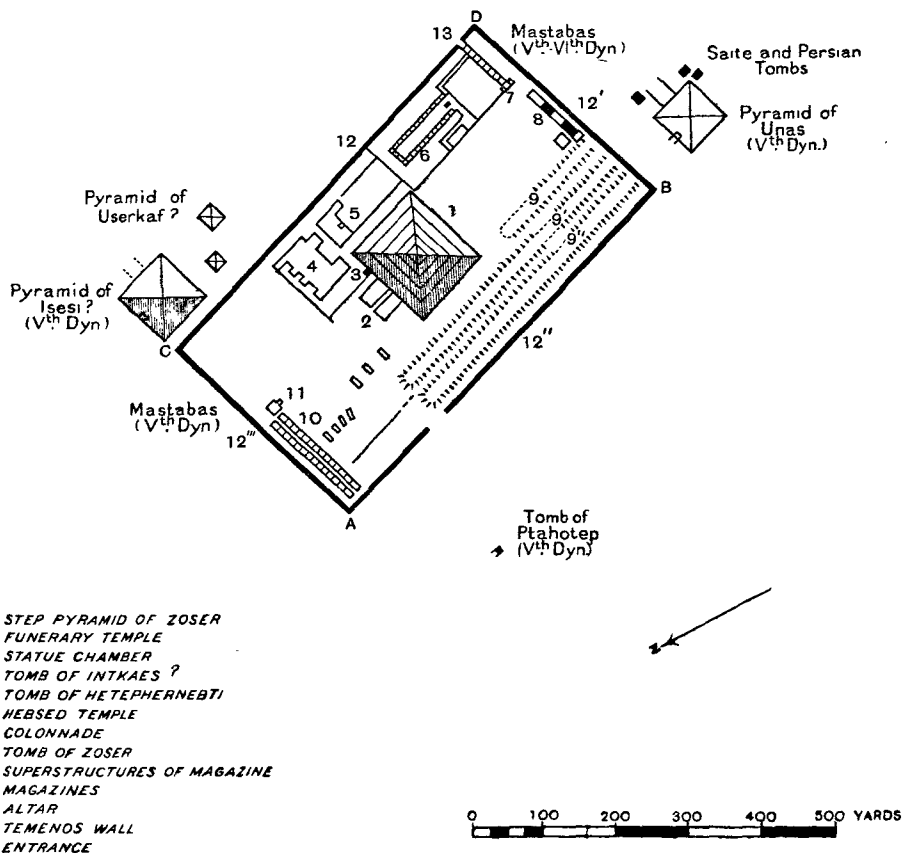 D
13
Mastabas
(Vth-VIth Dyn)
Saite and Persian
Tombs
7
12'
8
Pyramid of
Unas
(Vth Dyn.)
12
6
B
Pyramid of
Userkaf ?
5
1
9
9
9"
4
3
Pyramid of
Isesi ?
(Vth Dyn)
2
12"
C
11
10
Mastabas
(Vth Dyn)
12'''
A
Tomb of
Ptahotep
(Vth Dyn)
N
STEP PYRAMID OF ZOSER
FUNERARY TEMPLE
STATUE CHAMBER
TOMB OF INTKAES ?
TOMB OF HETEPHERNEBTI
HEBSED TEMPLE
COLONNADE
TOMB OF ZOSER
SUPERSTRUCTURES OF MAGAZINE
MAGAZINES
ALTAR
TEMENOS WALL
ENTRANCE
0 100 200 300 400 500 YARDS